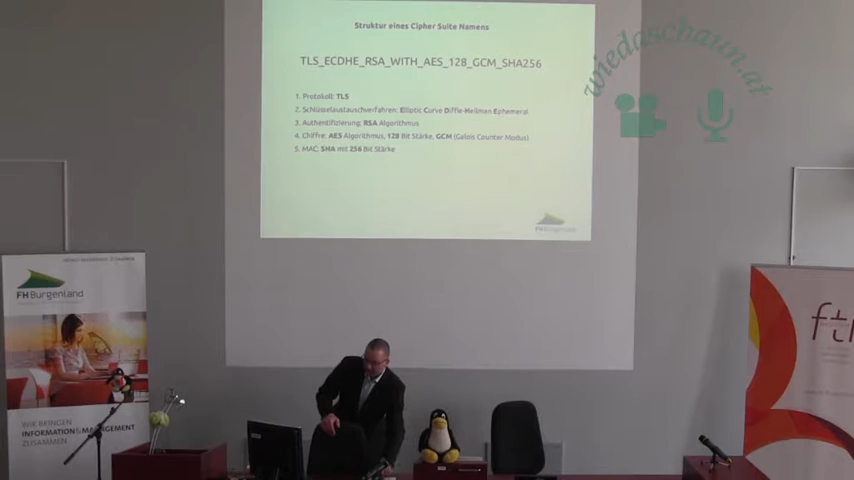 Struktur eines Cipher Suite Namens
TLS_ECDHE_RSA_WITH_AES_128_GCM_SHA256
1. Protokoll: TLS
2. Schlüsselaustauschverfahren: Elliptic Curve Diffie-Hellman Ephemeral
3. Authentifizierung: RSA Algorithmus
4. Chiffre: AES Algorithmus, 128 Bit Stärke, GCM (Galois Counter Modus)
5. MAC: SHA mit 256 Bit Stärke
FH Burgenland
wiedaschaun.at
FH Burgenland
WIR BRINGEN
INFORMATION & MANAGEMENT
ZUSAMMEN.